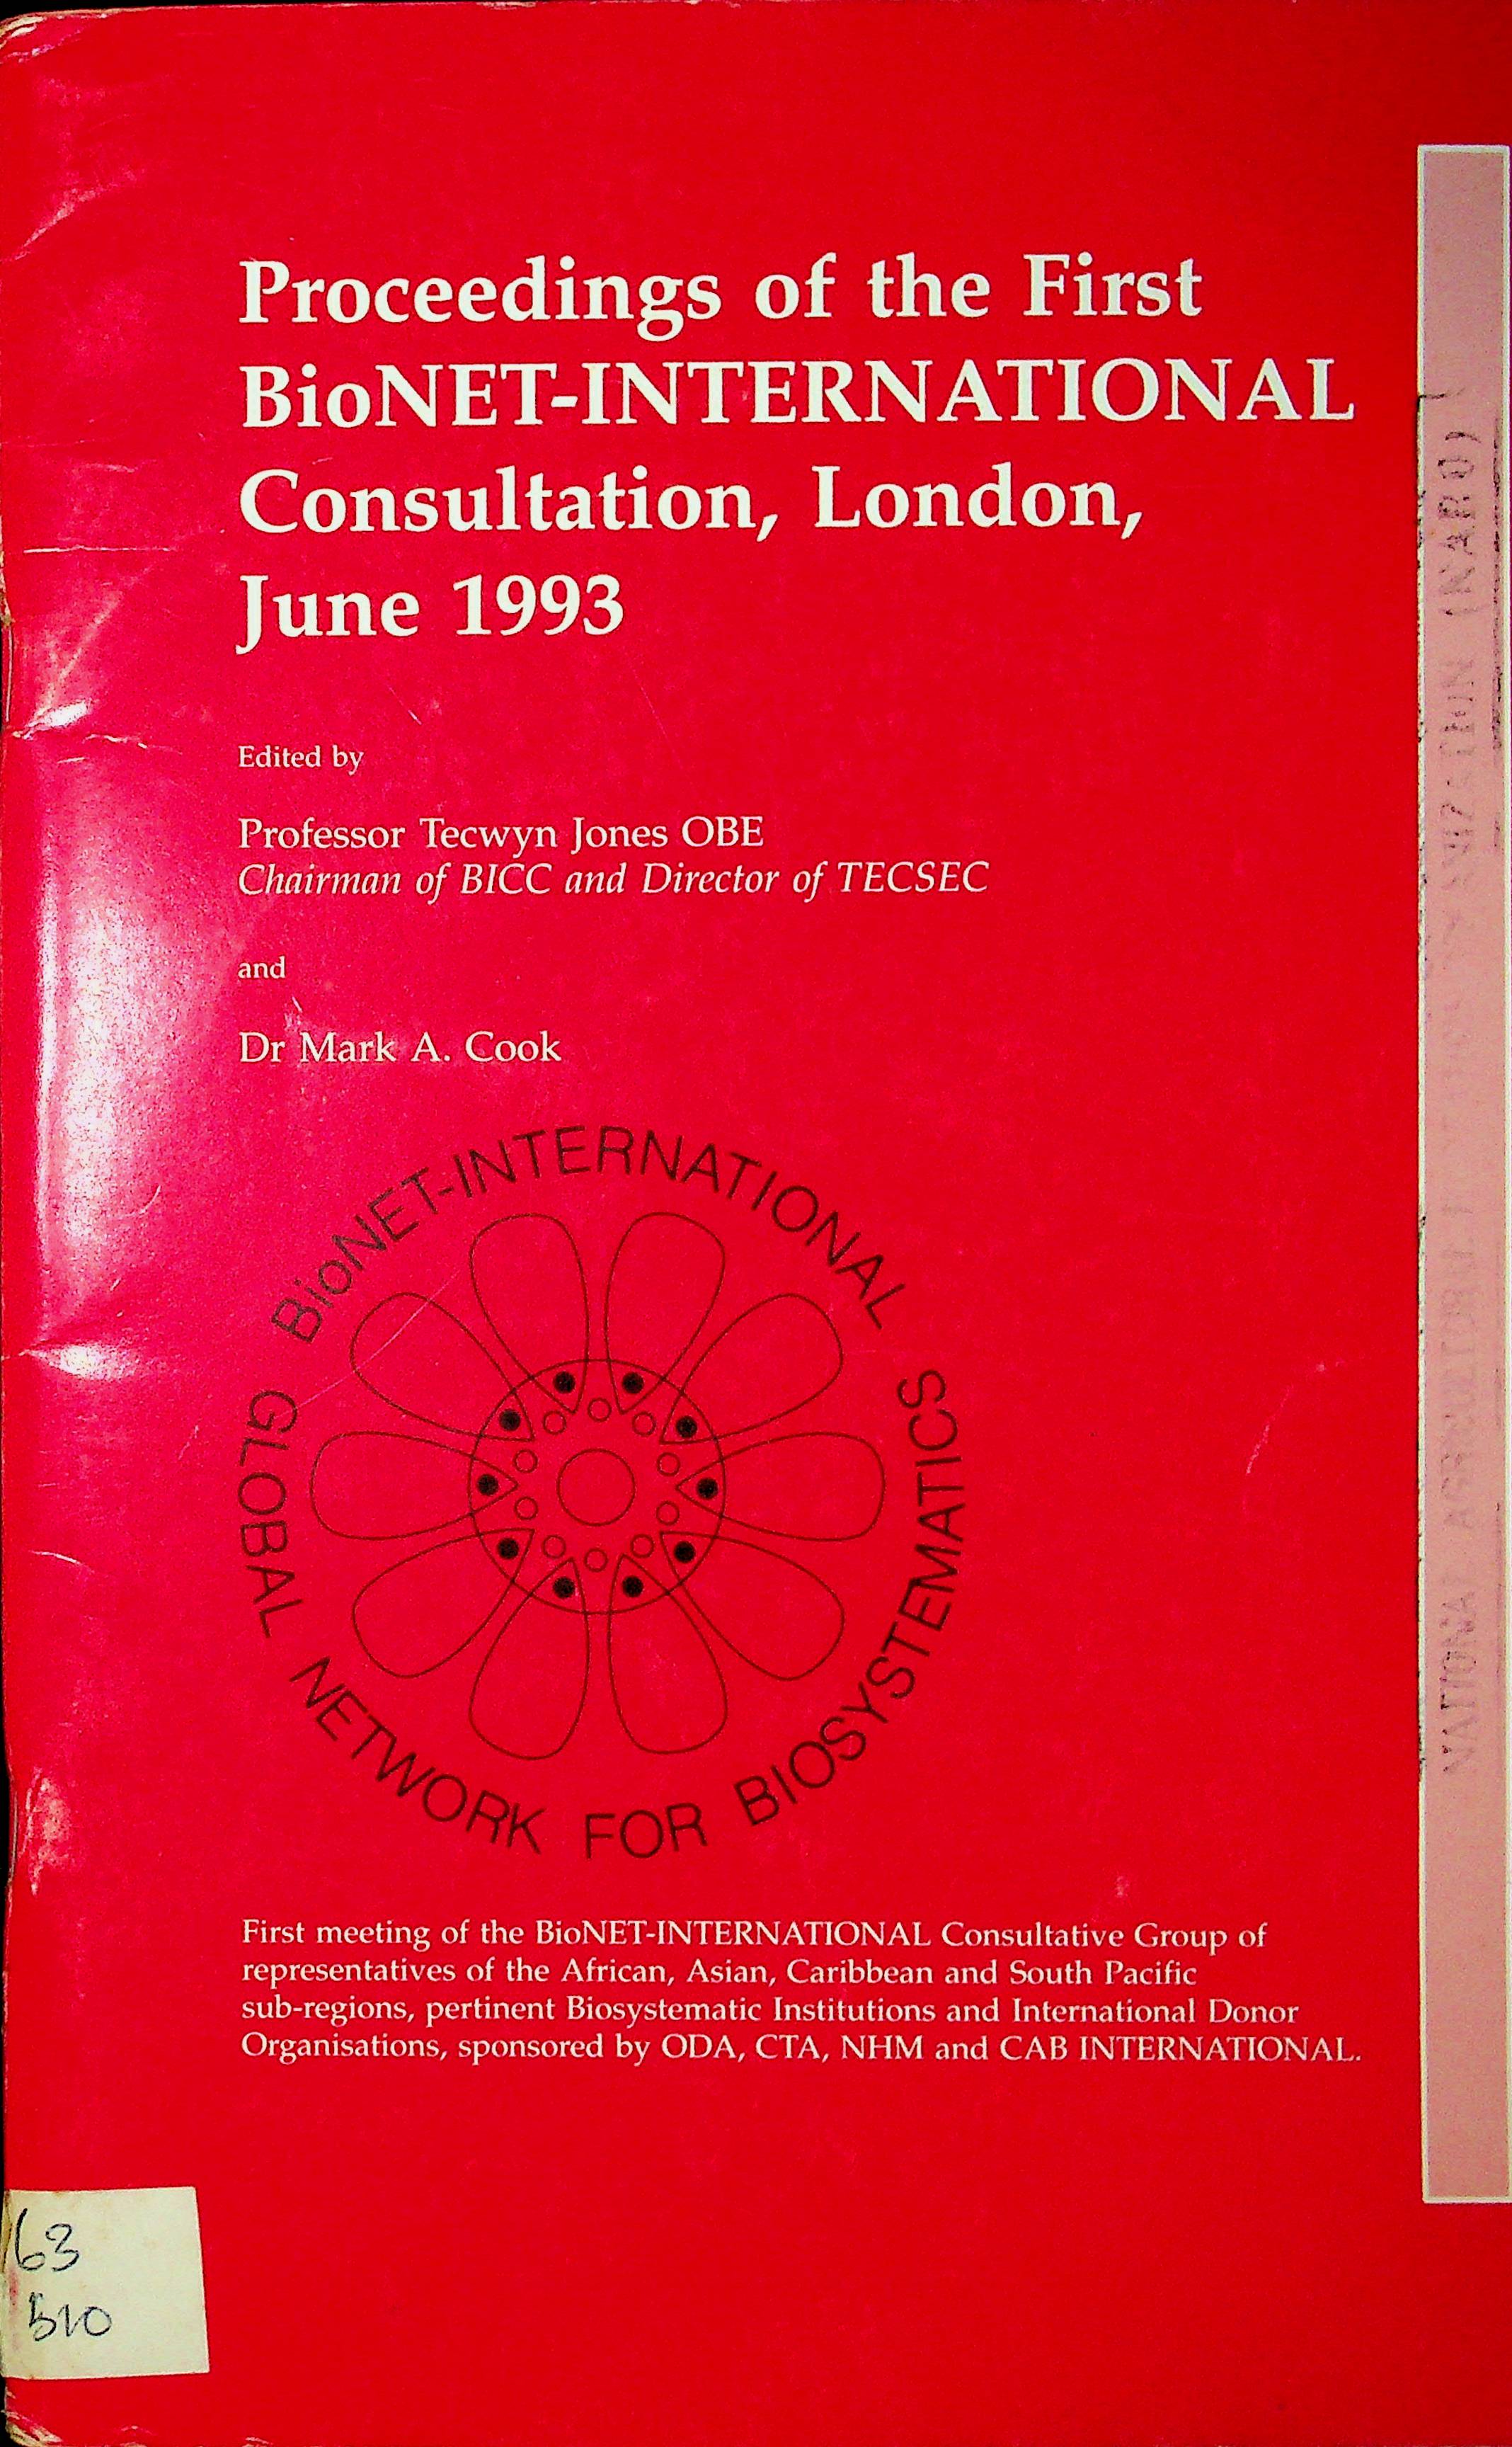 Proceedings of the First
BioNET-INTERNATIONAL
Consultation, London,
June 1993
Edited by
Professor Tecwyn Jones OBE
Chairman of BICC and Director of TECSEC
and
Dr Mark A. Cook
BioNET-INTERNATIONAL
GLOBAL NETWORK FOR BIOSYSTEMATICS
First meeting of the BioNET-INTERNATIONAL Consultative Group of
representatives of the African, Asian, Caribbean and South Pacific
sub-regions, pertinent Biosystematic Institutions and International Donor
Organisations, sponsored by ODA, CTA, NHM and CAB INTERNATIONAL.
63
BIO
NATIONAL (NARO)